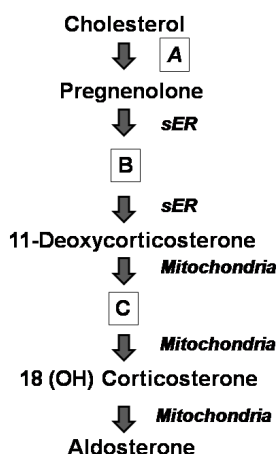 Cholesterol
A
Pregnenolone
sER
B
sER
11-Deoxycorticosterone
Mitochondria
C
Mitochondria
18 (OH) Corticosterone
Mitochondria
Aldosterone